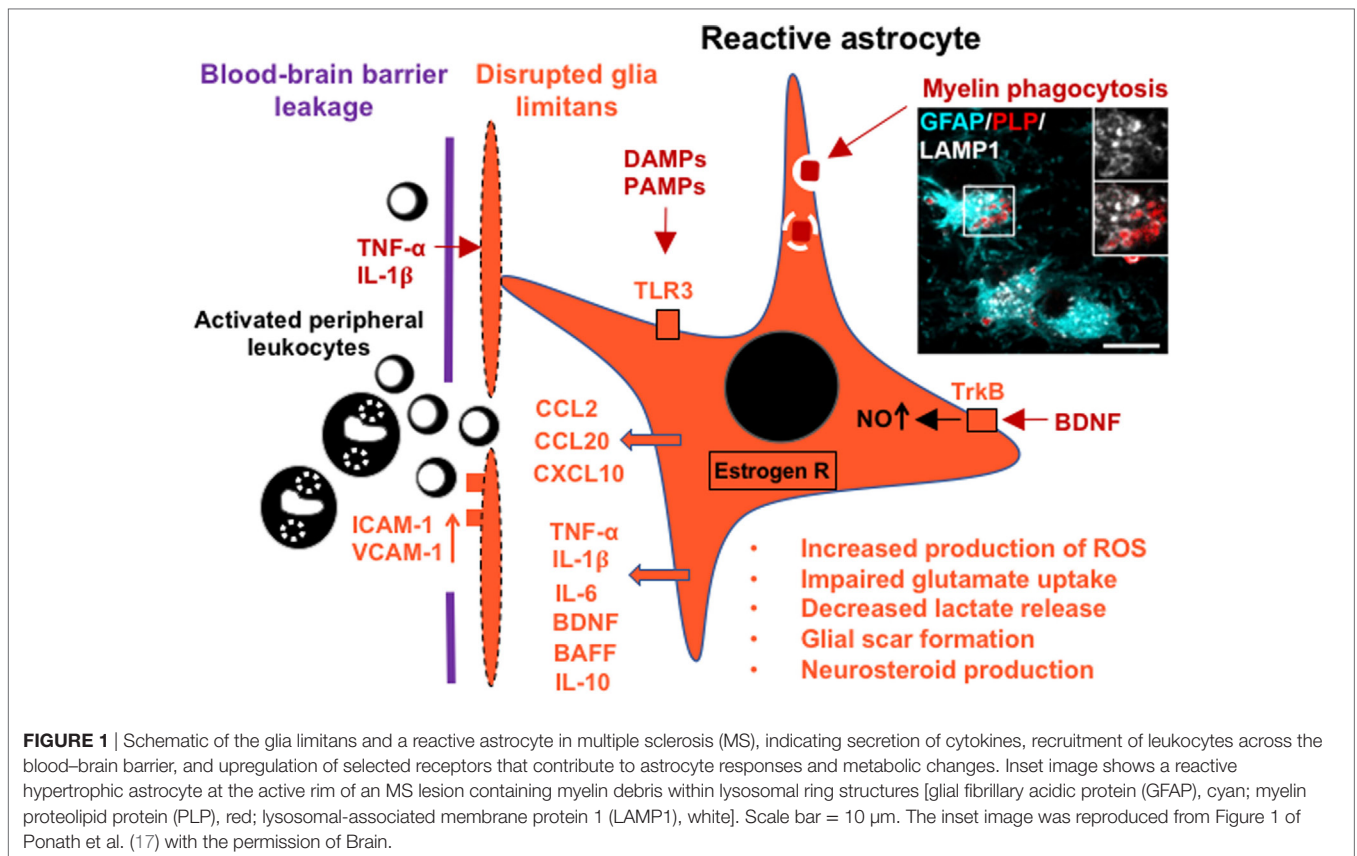 Reactive astrocyte
Blood-brain barrier
leakage
Disrupted glia
limitans
Myelin phagocytosis
GFAP/PLP/
LAMP1
DAMPs
PAMPs
TNF-α
IL-1β
TLR3
Activated peripheral
leukocytes
TrkB
NO↑
BDNF
CCL2
CCL20
CXCL10
Estrogen R
ICAM-1
VCAM-1
TNF-α
IL-1β
IL-6
BDNF
BAFF
IL-10
• Increased production of ROS
• Impaired glutamate uptake
• Decreased lactate release
• Glial scar formation
• Neurosteroid production
FIGURE 1 | Schematic of the glia limitans and a reactive astrocyte in multiple sclerosis (MS), indicating secretion of cytokines, recruitment of leukocytes across the
blood–brain barrier, and upregulation of selected receptors that contribute to astrocyte responses and metabolic changes. Inset image shows a reactive
hypertrophic astrocyte at the active rim of an MS lesion containing myelin debris within lysosomal ring structures [glial fibrillary acidic protein (GFAP), cyan; myelin
proteolipid protein (PLP), red; lysosomal-associated membrane protein 1 (LAMP1), white]. Scale bar = 10 μm. The inset image was reproduced from Figure 1 of
Ponath et al. (17) with the permission of Brain.